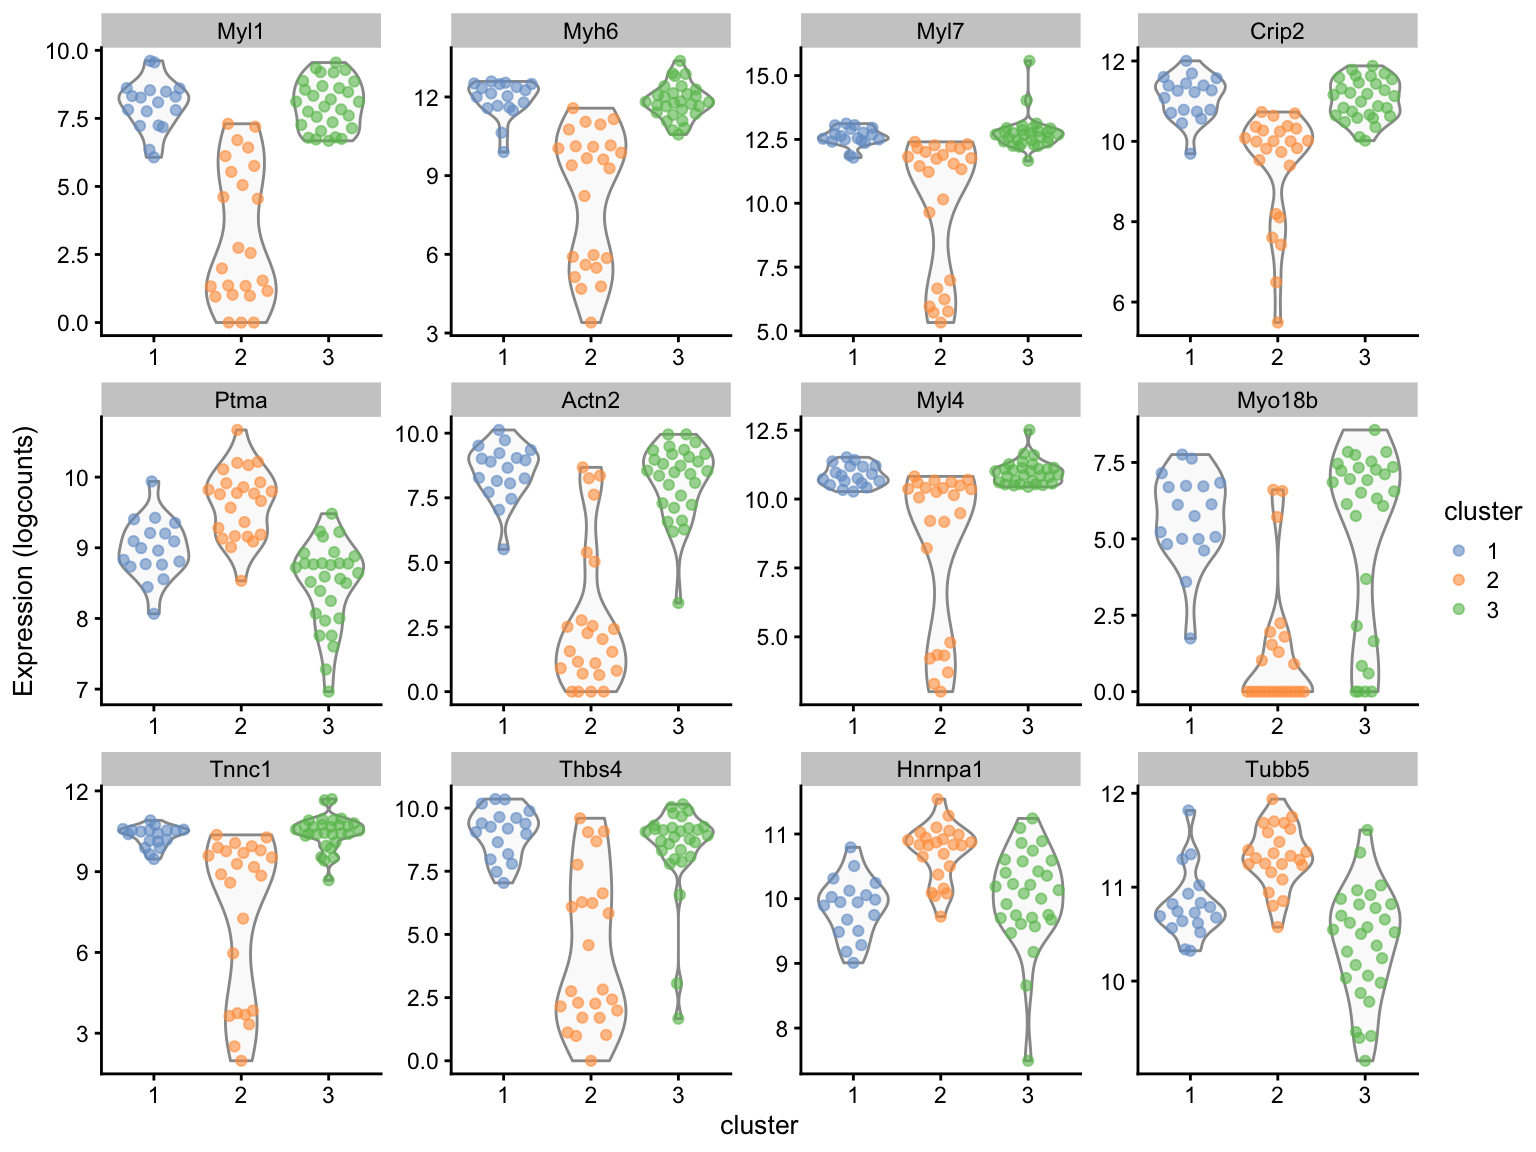 Myl1 Myh6 Myl7 Crip2
10.0 7.5 5.0 2.5 0.0
12 9 6 3
15.0 12.5 10.0 7.5 5.0
12 10 8 6
1 2 3 1 2 3 1 2 3 1 2 3
Ptma Actn2 Myl4 Myo18b
10 9 8 7
10.0 7.5 5.0 2.5 0.0
12.5 10.0 7.5 5.0
7.5 5.0 2.5 0.0
1 2 3 1 2 3 1 2 3 1 2 3
Tnnc1 Thbs4 Hnrnpa1 Tubb5
12 9 6 3
10.0 7.5 5.0 2.5 0.0
11 10 9 8
12 11 10
1 2 3 1 2 3 1 2 3 1 2 3
Expression (logcounts)
cluster
cluster
1
2
3